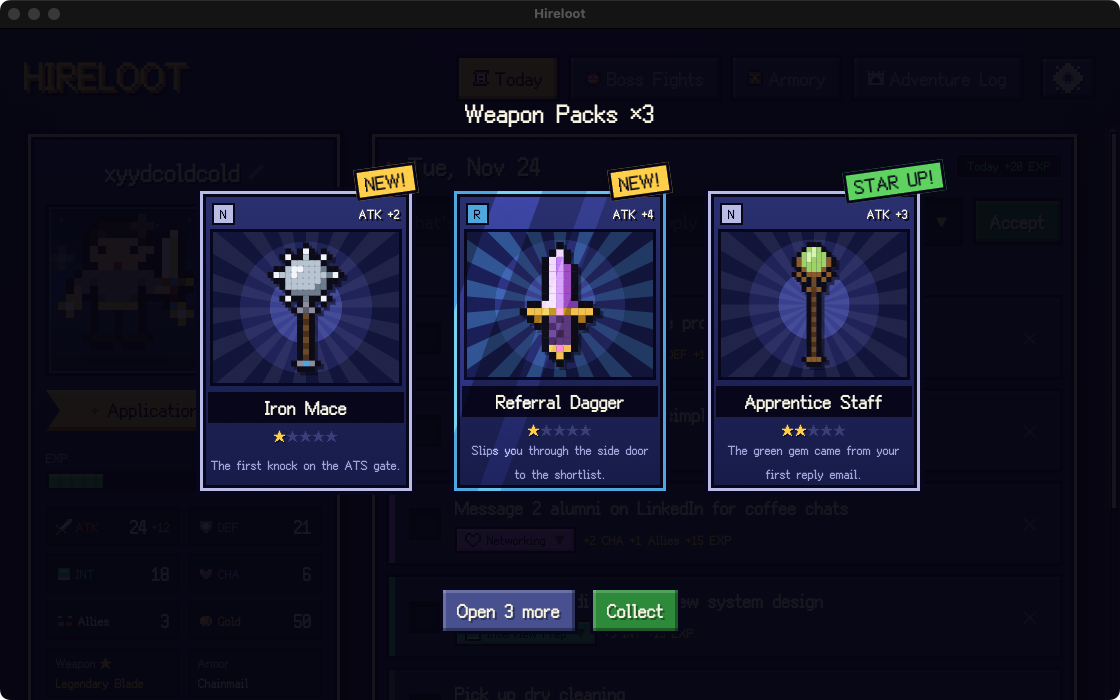 Hireloot
HIRELOOT
Today
Boss Fights
Armory
Adventure Log
Weapon Packs ×3
xyydcoldcold
Tue, Nov 24
Today +20 EXP
NEW!
NEW!
STAR UP!
N
ATK +2
R
ATK +4
N
ATK +3
Accept
Iron Mace
Referral Dagger
Apprentice Staff
The first knock on the ATS gate.
Slips you through the side door
to the shortlist.
The green gem came from your
first reply email.
Application
EXP
ATK 24 +12
DEF 21
INT 18
CHA 6
Allies 3
Gold 50
Weapon
Legendary Blade
Armor
Chainmail
Message 2 alumni on LinkedIn for coffee chats
Networking
+2 CHA +1 Allies +15 EXP
system design
Open 3 more
Collect
Pick up dry cleaning